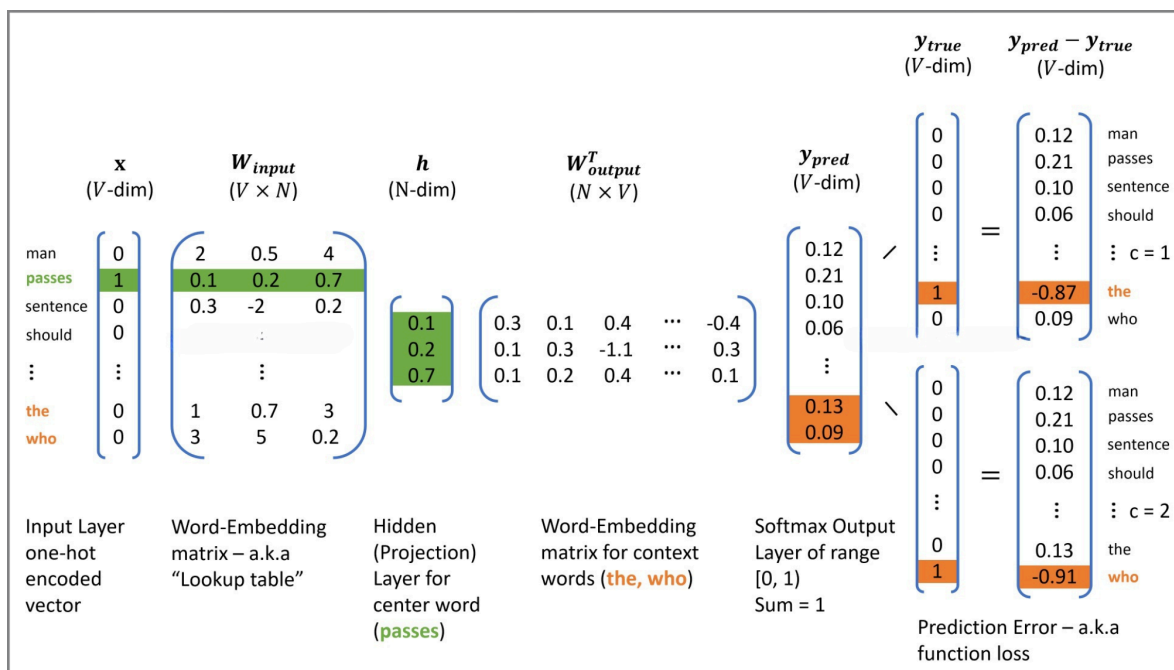 y_true
(V-dim)
y_pred − y_true
(V-dim)
x
(V-dim)
W_input
(V × N)
h
(N-dim)
W^T_output
(N × V)
y_pred
(V-dim)
man
passes
sentence
should
⋮
the
who
0
1
0
0
⋮
0
0
2 0.5 4
0.1 0.2 0.7
0.3 -2 0.2
:
⋮
1 0.7 3
3 5 0.2
0.1
0.2
0.7
0.3 0.1 0.4 ⋯ -0.4
0.1 0.3 -1.1 ⋯ 0.3
0.1 0.2 0.4 ⋯ 0.1
0.12
0.21
0.10
0.06
⋮
0.13
0.09
0
0
0
0
⋮
1
0
=
0.12 man
0.21 passes
0.10 sentence
0.06 should
⋮ ⋮ c = 1
-0.87 the
0.09 who
0
0
0
0
⋮
0
1
=
0.12 man
0.21 passes
0.10 sentence
0.06 should
⋮ ⋮ c = 2
0.13 the
-0.91 who
Input Layer
one-hot
encoded
vector
Word-Embedding
matrix – a.k.a
“Lookup table”
Hidden
(Projection)
Layer for
center word
(passes)
Word-Embedding
matrix for context
words (the, who)
Softmax Output
Layer of range
[0, 1)
Sum = 1
Prediction Error – a.k.a
function loss